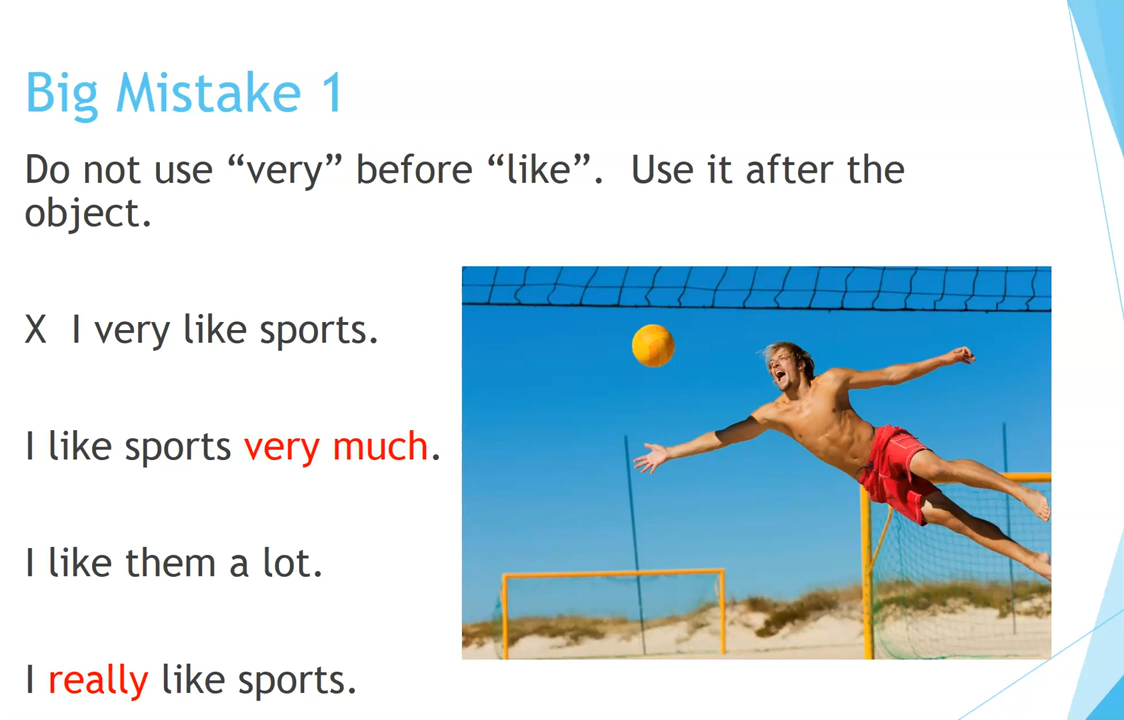 Big Mistake 1
Do not use “very” before “like”.  Use it after the
object.
X  I very like sports.
I like sports very much.
I like them a lot.
I really like sports.